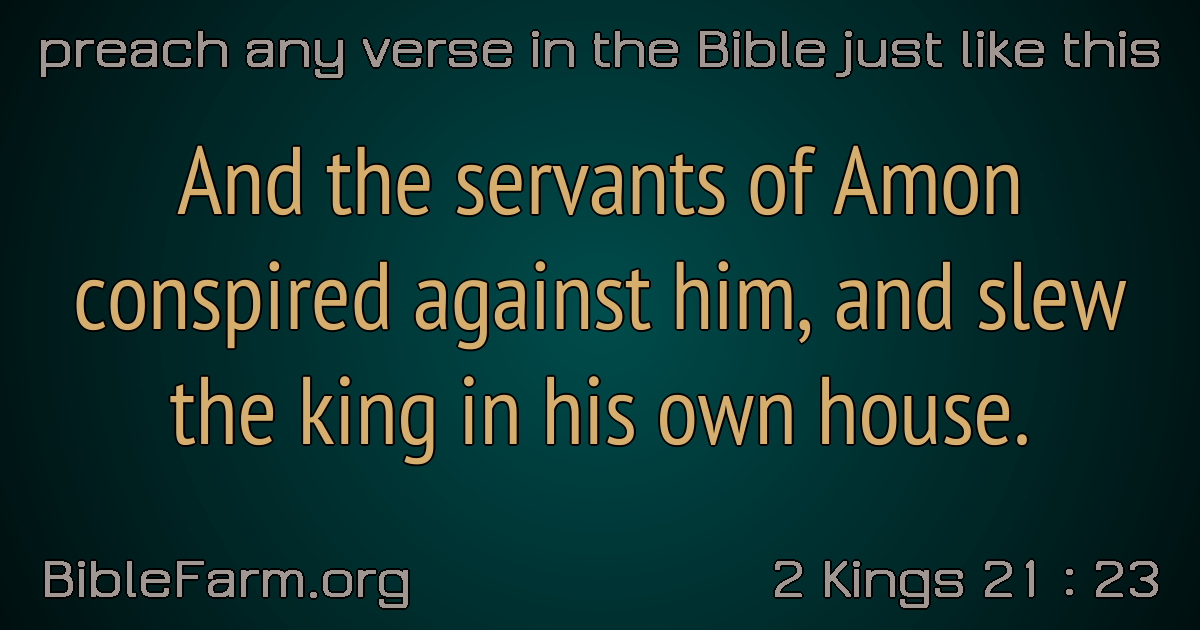 preach any verse in the Bible just like this
And the servants of Amon
conspired against him, and slew
the king in his own house.
BibleFarm.org
2 Kings 21 : 23